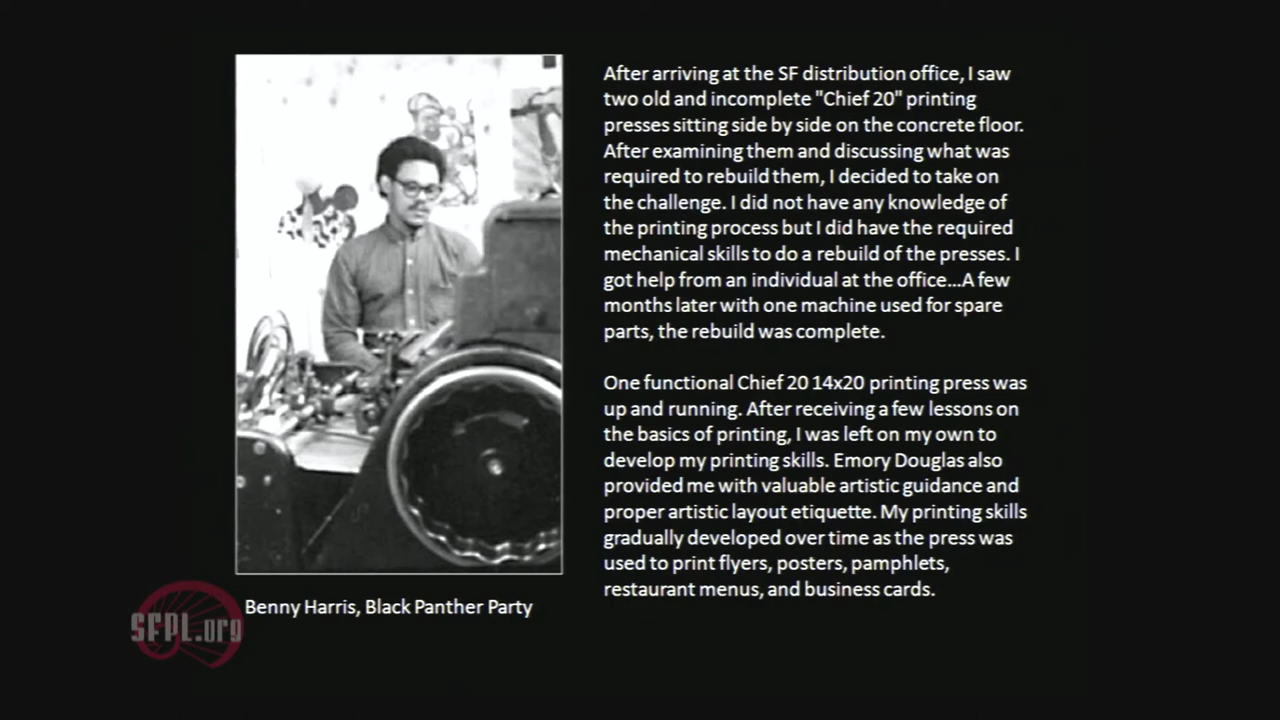 After arriving at the SF distribution office, I saw
two old and incomplete "Chief 20" printing
presses sitting side by side on the concrete floor.
After examining them and discussing what was
required to rebuild them, I decided to take on
the challenge. I did not have any knowledge of
the printing process but I did have the required
mechanical skills to do a rebuild of the presses. I
got help from an individual at the office...A few
months later with one machine used for spare
parts, the rebuild was complete.
One functional Chief 20 14x20 printing press was
up and running. After receiving a few lessons on
the basics of printing, I was left on my own to
develop my printing skills. Emory Douglas also
provided me with valuable artistic guidance and
proper artistic layout etiquette. My printing skills
gradually developed over time as the press was
used to print flyers, posters, pamphlets,
restaurant menus, and business cards.
Benny Harris, Black Panther Party
SFPL.org